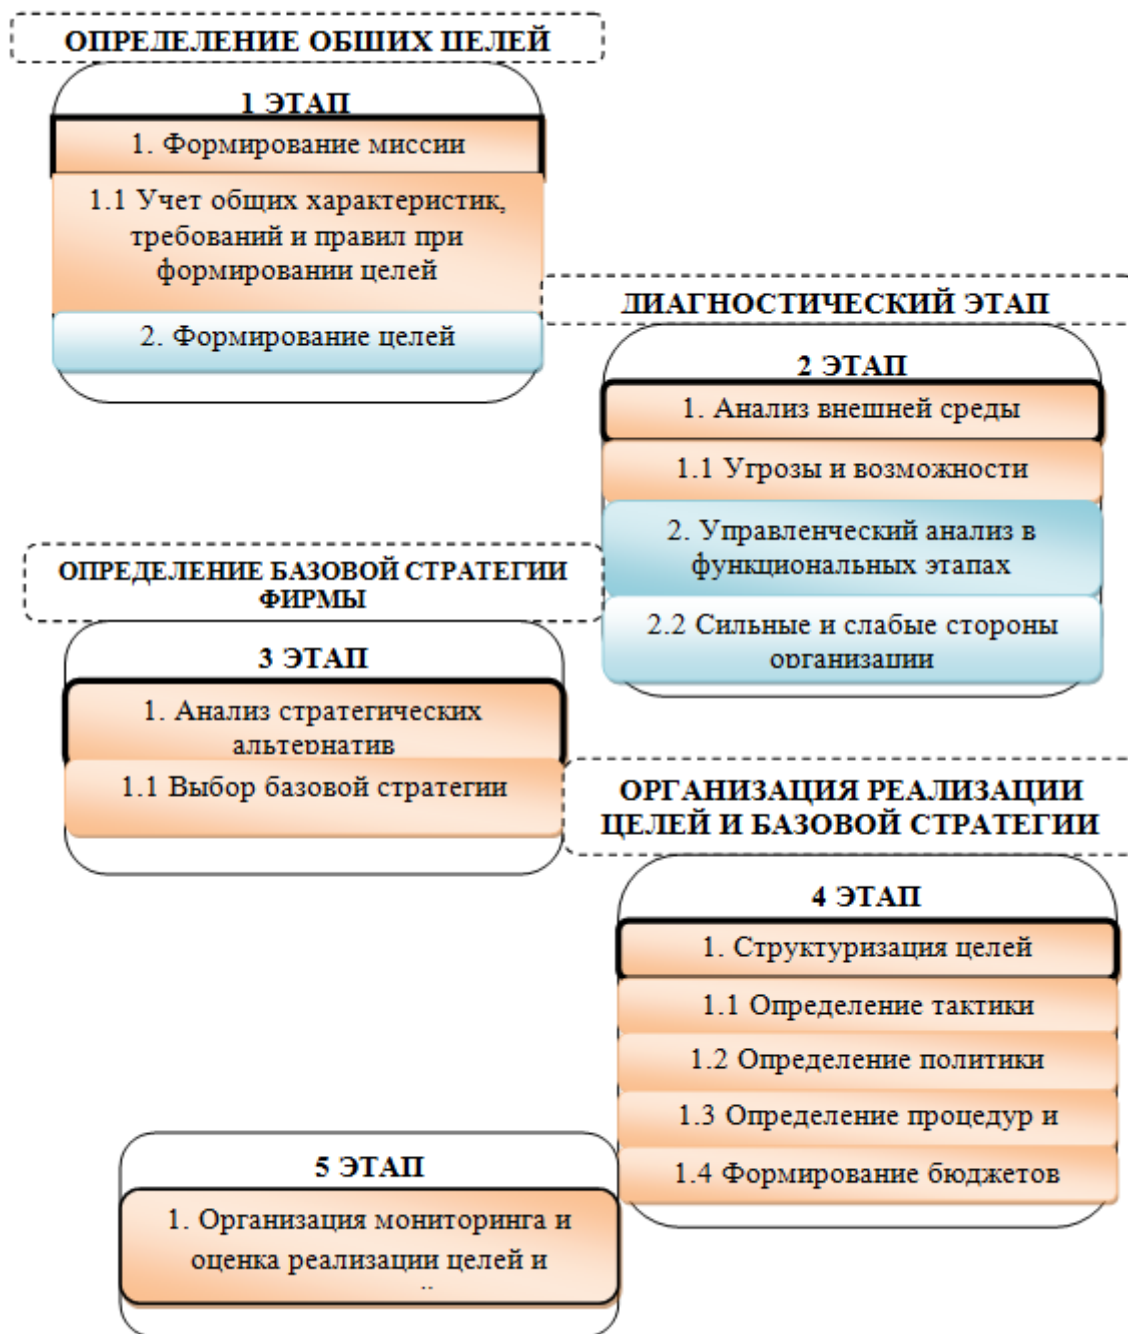 ОПРЕДЕЛЕНИЕ ОБЩИХ ЦЕЛЕЙ
1 ЭТАП
1. Формирование миссии
1.1 Учет общих характеристик,
требований и правил при
формировании целей
2. Формирование целей
ДИАГНОСТИЧЕСКИЙ ЭТАП
2 ЭТАП
1. Анализ внешней среды
1.1 Угрозы и возможности
2. Управленческий анализ в
функциональных этапах
2.2 Сильные и слабые стороны
организации
ОПРЕДЕЛЕНИЕ БАЗОВОЙ СТРАТЕГИИ
ФИРМЫ
3 ЭТАП
1. Анализ стратегических
альтернатив
1.1 Выбор базовой стратегии
ОРГАНИЗАЦИЯ РЕАЛИЗАЦИИ
ЦЕЛЕЙ И БАЗОВОЙ СТРАТЕГИИ
4 ЭТАП
1. Структуризация целей
1.1 Определение тактики
1.2 Определение политики
1.3 Определение процедур и
1.4 Формирование бюджетов
5 ЭТАП
1. Организация мониторинга и
оценка реализации целей и